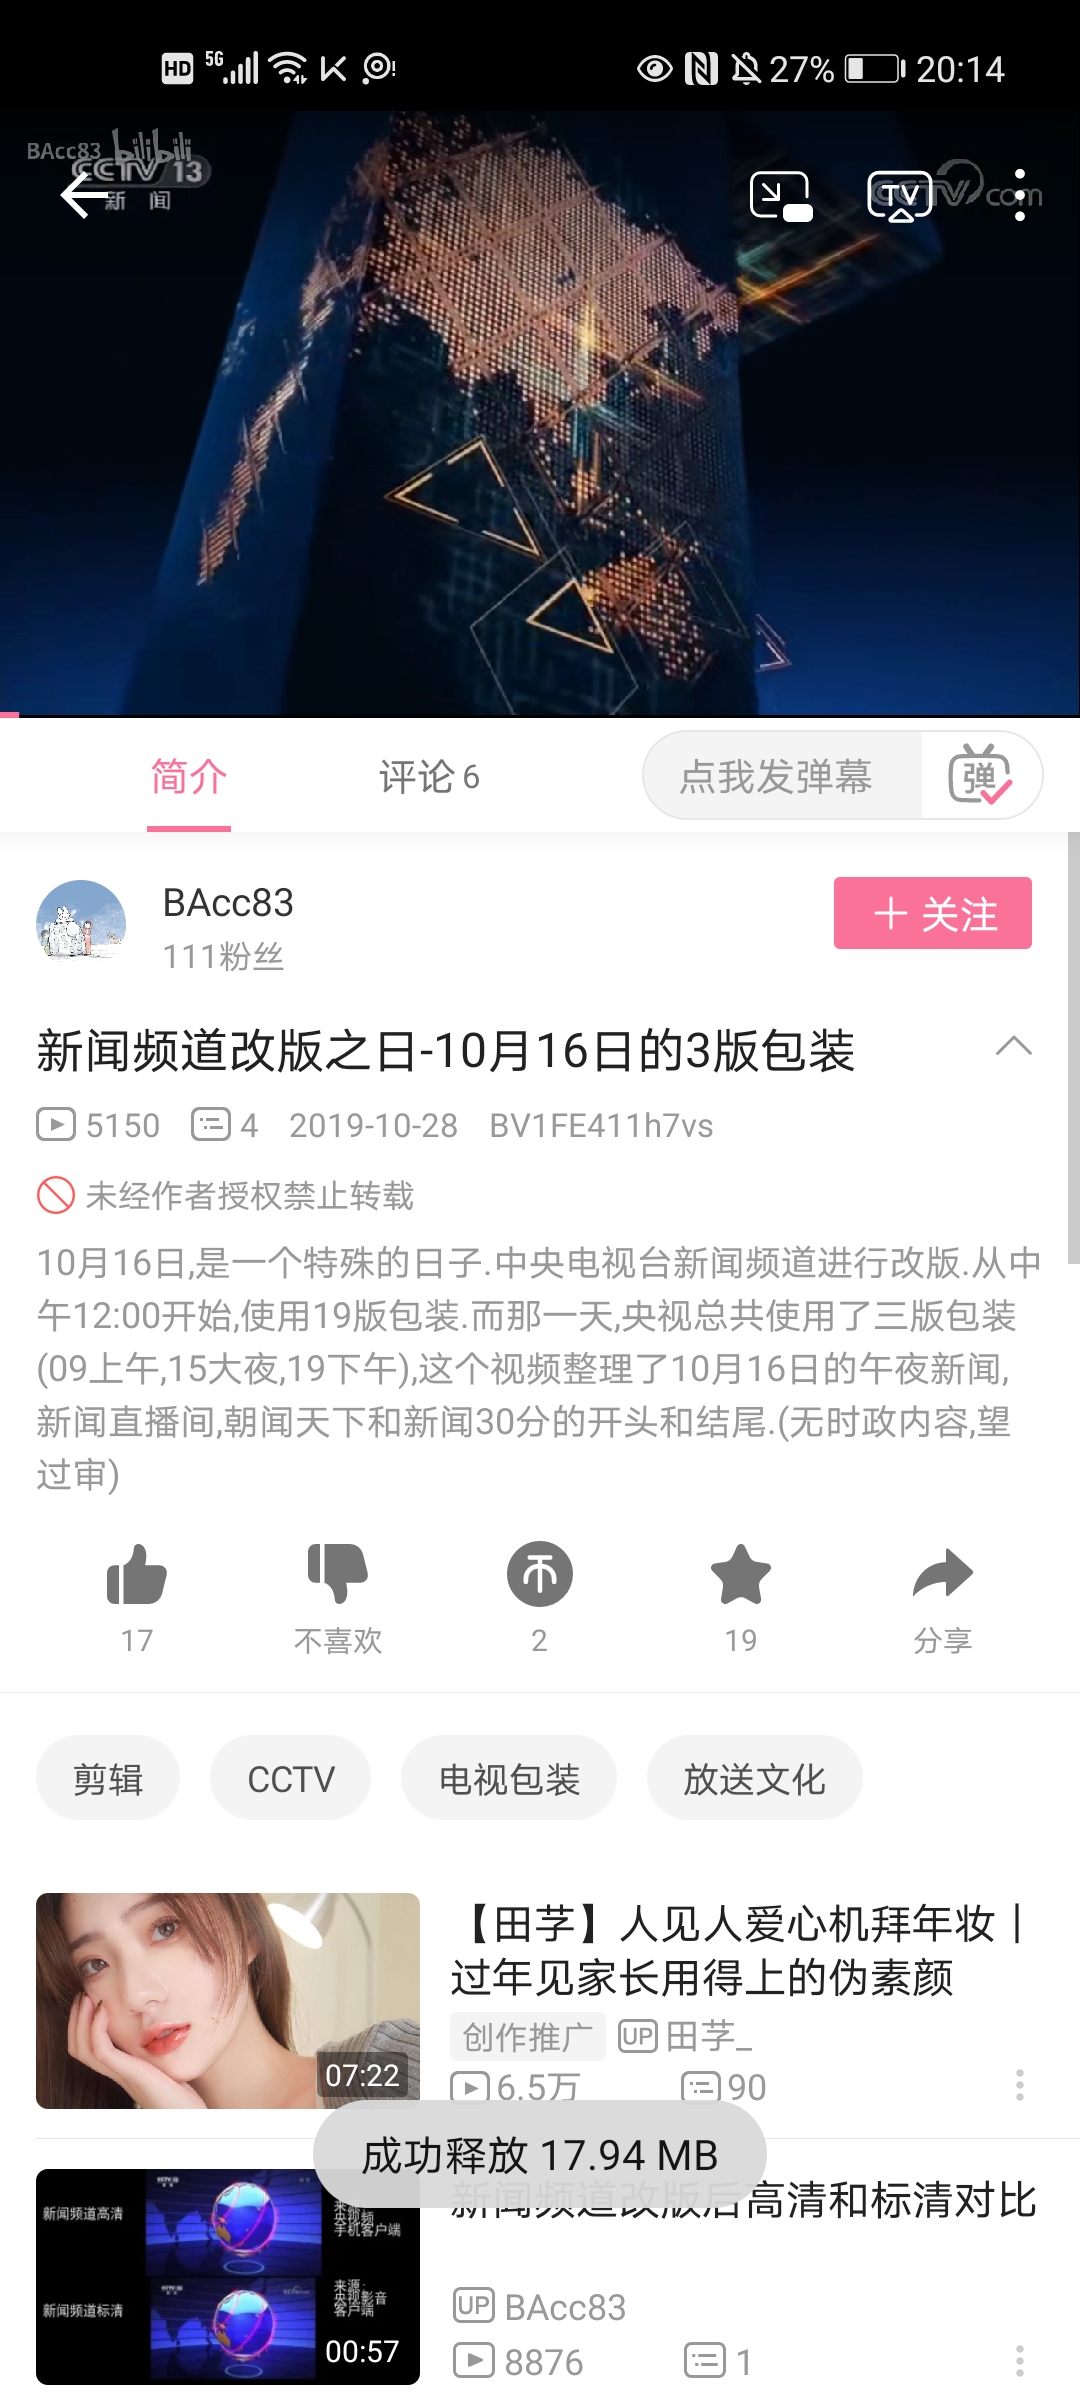 HD 5G 27% 20:14
BAcc83 bilibili
CCTV 13
新 闻
TV
CCTV.com
简介
评论 6
点我发弹幕
弹
BAcc83
111粉丝
+ 关注
新闻频道改版之日-10月16日的3版包装
5150 4 2019-10-28 BV1FE411h7vs
未经作者授权禁止转载
10月16日,是一个特殊的日子.中央电视台新闻频道进行改版.从中
午12:00开始,使用19版包装.而那一天,央视总共使用了三版包装
(09上午,15大夜,19下午),这个视频整理了10月16日的午夜新闻,
新闻直播间,朝闻天下和新闻30分的开头和结尾.(无时政内容,望
过审)
17 不喜欢 2 19 分享
剪辑 CCTV 电视包装 放送文化
07:22
【田芓】人见人爱心机拜年妆｜
过年见家长用得上的伪素颜
创作推广 UP 田芓_
6.5万 90
成功释放 17.94 MB
新闻频道改版后高清和标清对比
新闻频道高清
来源:
央视频
手机客户端
新闻频道标清
来源:
央视影音
客户端
00:57
UP BAcc83
8876 1